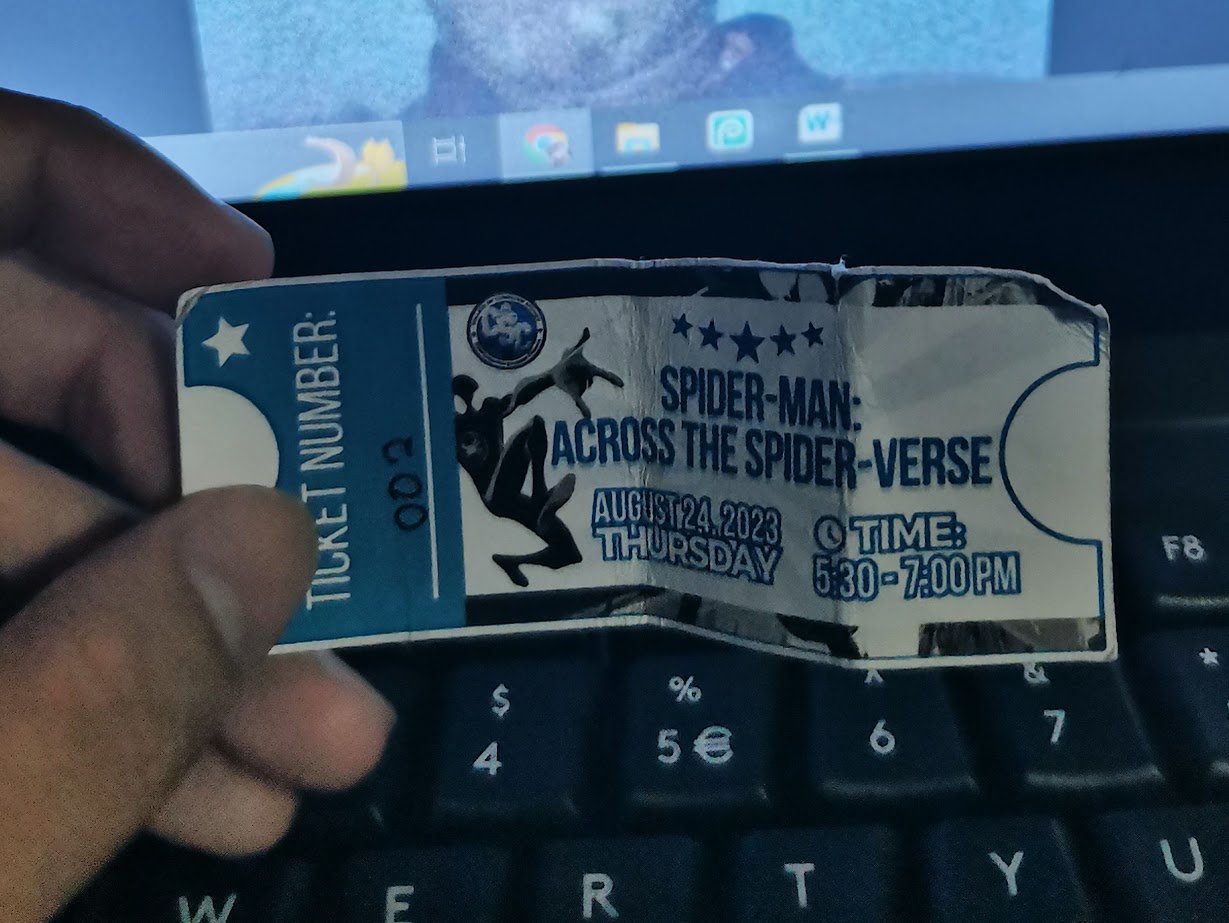 TICKET NUMBER:
002
SPIDER-MAN:
ACROSS THE SPIDER-VERSE
AUGUST 24, 2023
THURSDAY
TIME:
5:30 - 7:00 PM
F8
$
4
%
5 €
^
6
&
7
*
W
E
R
T
Y
U
W